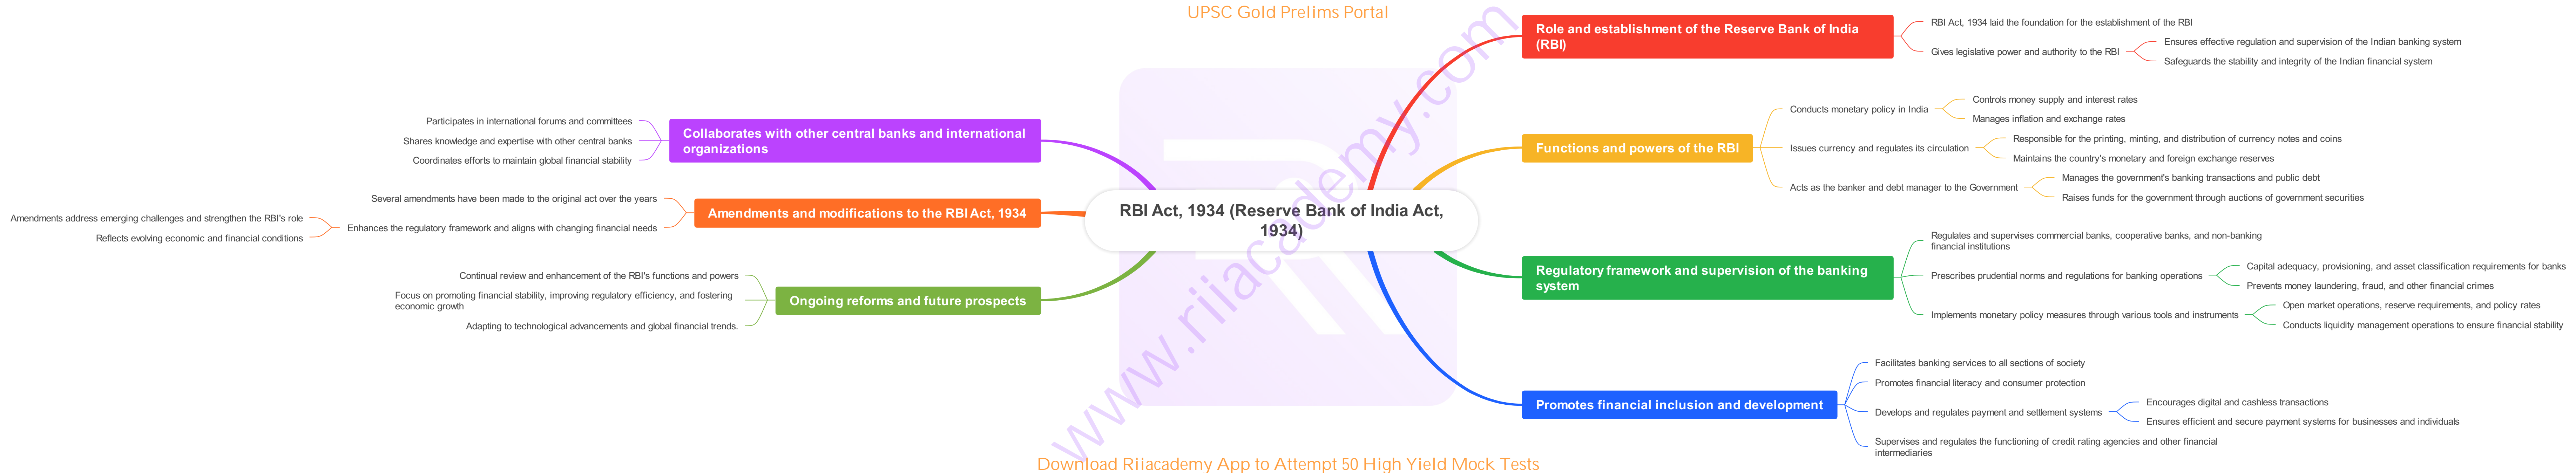 UPSC Gold Prelims Portal
RBI Act, 1934 (Reserve Bank of India Act,
1934)
Role and establishment of the Reserve Bank of India
(RBI)
RBI Act, 1934 laid the foundation for the establishment of the RBI
Gives legislative power and authority to the RBI
Ensures effective regulation and supervision of the Indian banking system
Safeguards the stability and integrity of the Indian financial system
Functions and powers of the RBI
Conducts monetary policy in India
Controls money supply and interest rates
Manages inflation and exchange rates
Issues currency and regulates its circulation
Responsible for the printing, minting, and distribution of currency notes and coins
Maintains the country's monetary and foreign exchange reserves
Acts as the banker and debt manager to the Government
Manages the government's banking transactions and public debt
Raises funds for the government through auctions of government securities
Regulatory framework and supervision of the banking
system
Regulates and supervises commercial banks, cooperative banks, and non-banking
financial institutions
Prescribes prudential norms and regulations for banking operations
Capital adequacy, provisioning, and asset classification requirements for banks
Prevents money laundering, fraud, and other financial crimes
Implements monetary policy measures through various tools and instruments
Open market operations, reserve requirements, and policy rates
Conducts liquidity management operations to ensure financial stability
Promotes financial inclusion and development
Facilitates banking services to all sections of society
Promotes financial literacy and consumer protection
Develops and regulates payment and settlement systems
Encourages digital and cashless transactions
Ensures efficient and secure payment systems for businesses and individuals
Supervises and regulates the functioning of credit rating agencies and other financial
intermediaries
Collaborates with other central banks and international
organizations
Participates in international forums and committees
Shares knowledge and expertise with other central banks
Coordinates efforts to maintain global financial stability
Amendments and modifications to the RBI Act, 1934
Several amendments have been made to the original act over the years
Enhances the regulatory framework and aligns with changing financial needs
Amendments address emerging challenges and strengthen the RBI's role
Reflects evolving economic and financial conditions
Ongoing reforms and future prospects
Continual review and enhancement of the RBI's functions and powers
Focus on promoting financial stability, improving regulatory efficiency, and fostering
economic growth
Adapting to technological advancements and global financial trends.
www.riiacademy.com
Download Riiacademy App to Attempt 50 High Yield Mock Tests